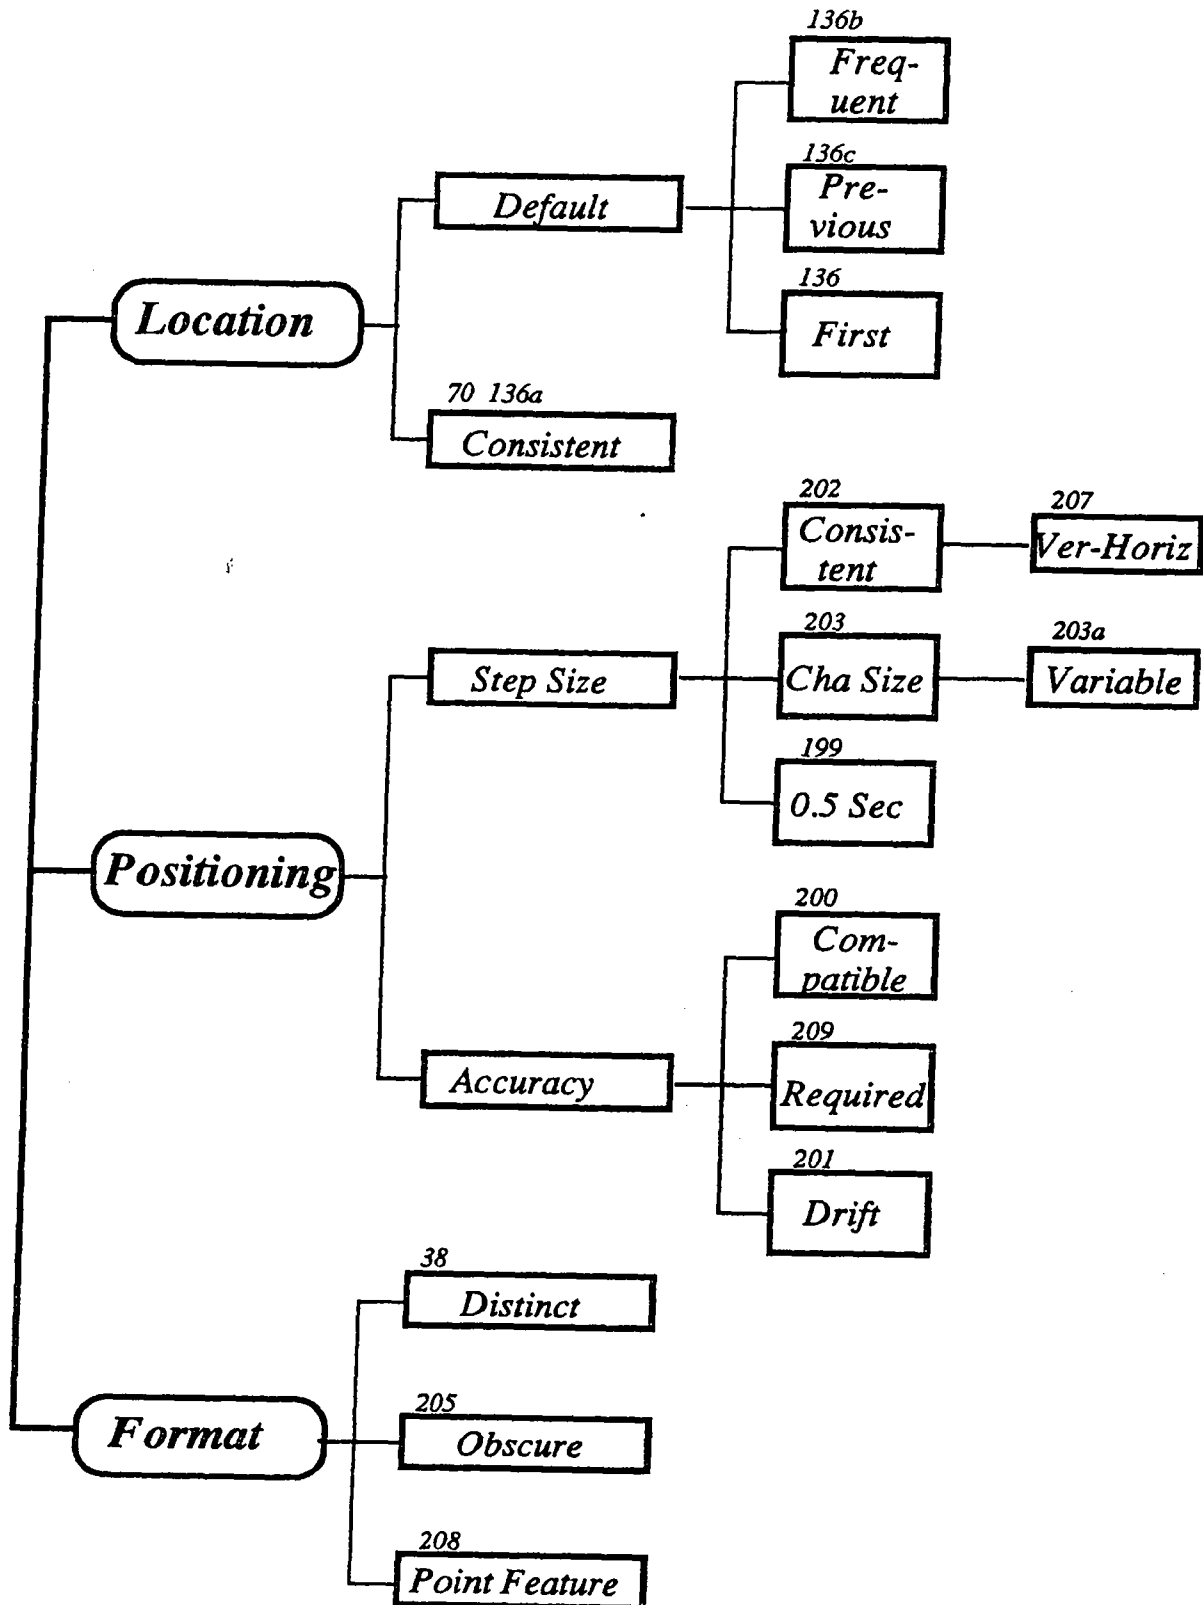 136b
Freq-
uent
136c
Pre-
vious
Default
136
First
Location
70 136a
Consistent
202
Consis-
tent
207
Ver-Horiz
203
Cha Size
203a
Variable
Step Size
199
0.5 Sec
Positioning
200
Com-
patible
209
Required
Accuracy
201
Drift
38
Distinct
205
Obscure
Format
208
Point Feature